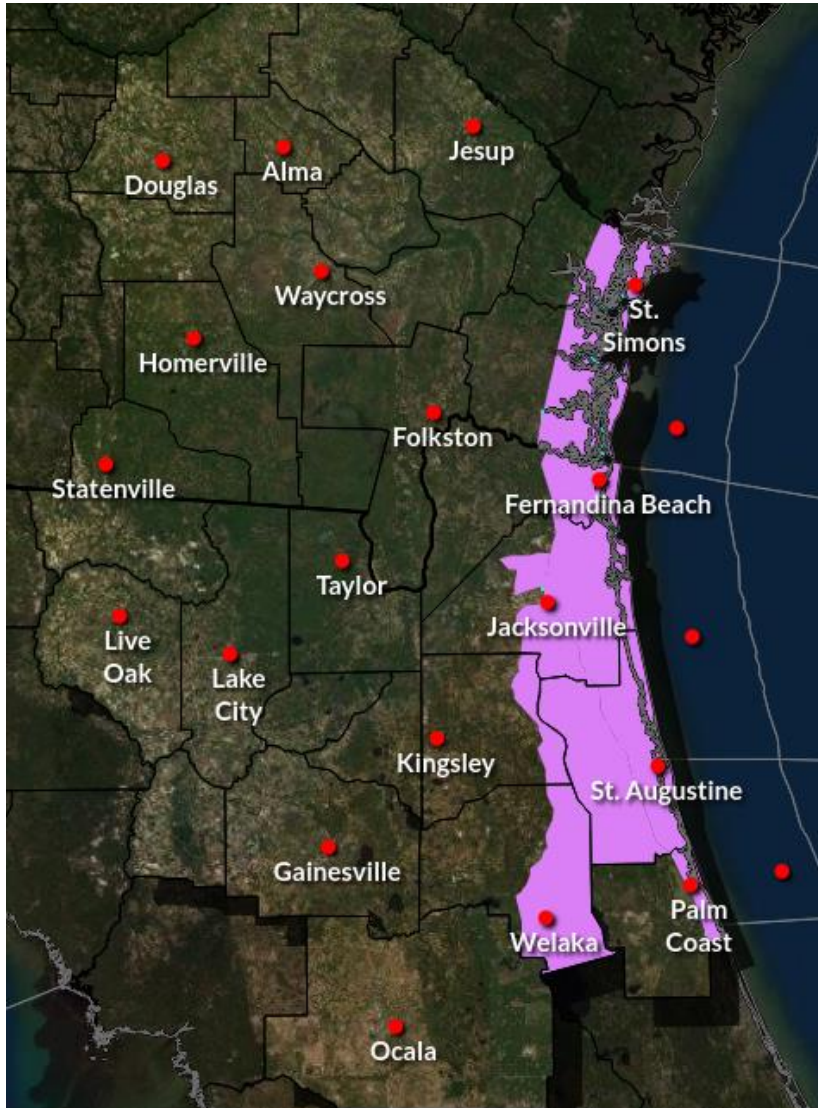 Jesup
Alma
Douglas
Waycross
St.
Simons
Homerville
Folkston
Statenville
Fernandina Beach
Taylor
Jacksonville
Live
Oak
Lake
City
Kingsley
St. Augustine
Gainesville
Palm
Coast
Welaka
Ocala